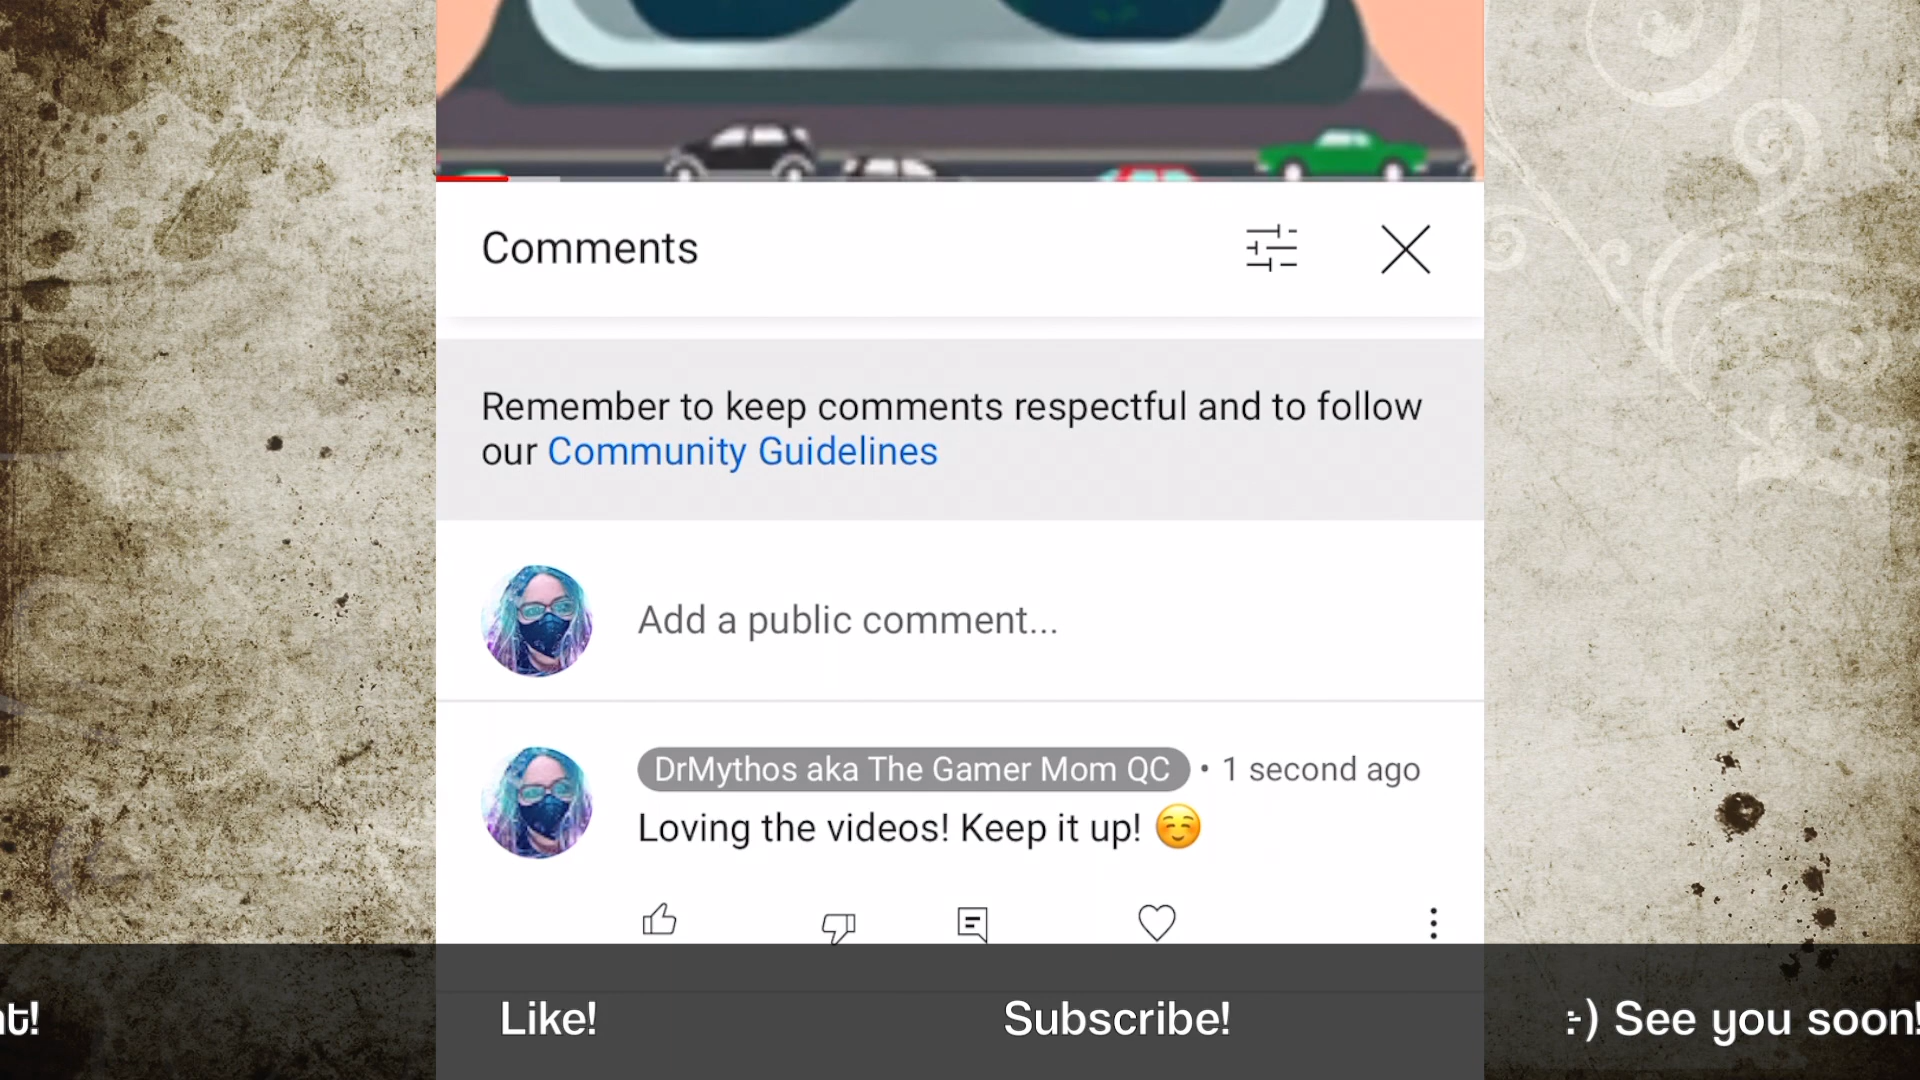 Comments
Remember to keep comments respectful and to follow
our Community Guidelines
Add a public comment...
DrMythos aka The Gamer Mom QC • 1 second ago
Loving the videos! Keep it up! ☺️
Like! Subscribe! :-) See you soon!